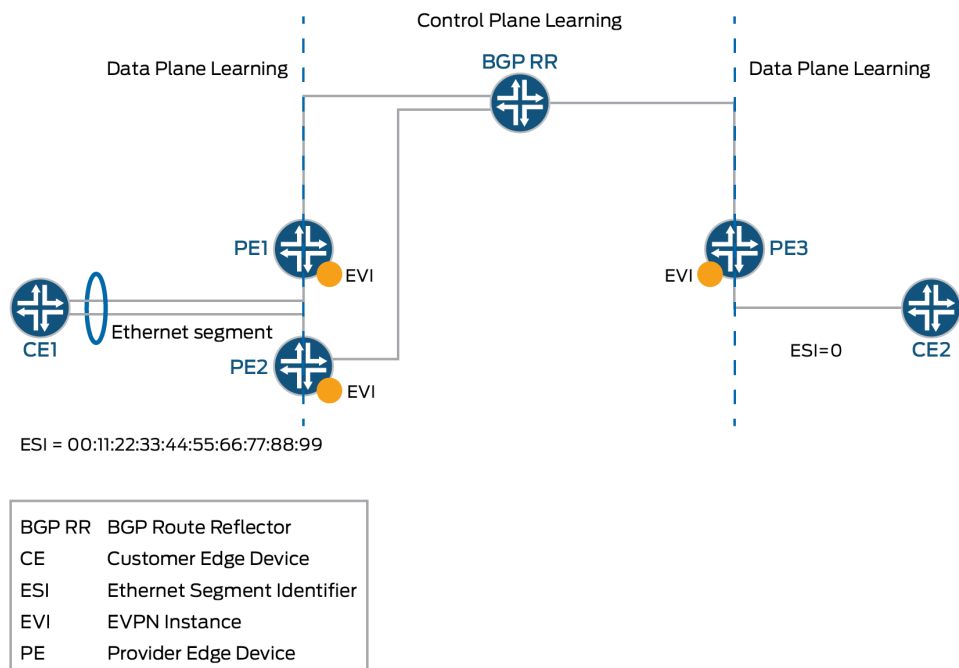 Control Plane Learning
Data Plane Learning
BGP RR
Data Plane Learning
PE1
EVI
PE3
EVI
Ethernet segment
CE1
PE2
EVI
ESI=0
CE2
ESI = 00:11:22:33:44:55:66:77:88:99
BGP RR BGP Route Reflector
CE Customer Edge Device
ESI Ethernet Segment Identifier
EVI EVPN Instance
PE Provider Edge Device